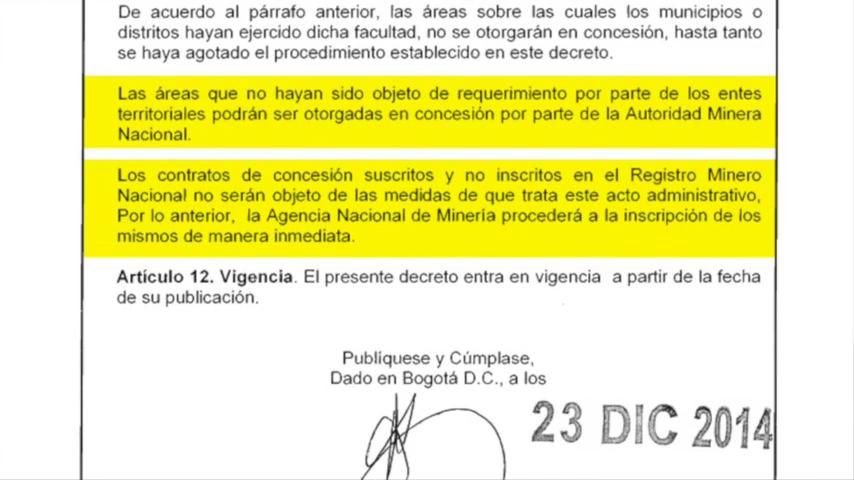 De acuerdo al párrafo anterior, las áreas sobre las cuales los municipios o
distritos hayan ejercido dicha facultad, no se otorgarán en concesión, hasta tanto
se haya agotado el procedimiento establecido en este decreto.
Las áreas que no hayan sido objeto de requerimiento por parte de los entes
territoriales podrán ser otorgadas en concesión por parte de la Autoridad Minera
Nacional.
Los contratos de concesión suscritos y no inscritos en el Registro Minero
Nacional no serán objeto de las medidas de que trata este acto administrativo,
Por lo anterior, la Agencia Nacional de Minería procederá a la inscripción de los
mismos de manera inmediata.
Artículo 12. Vigencia. El presente decreto entra en vigencia a partir de la fecha
de su publicación.
Publíquese y Cúmplase,
Dado en Bogotá D.C., a los
23 DIC 2014